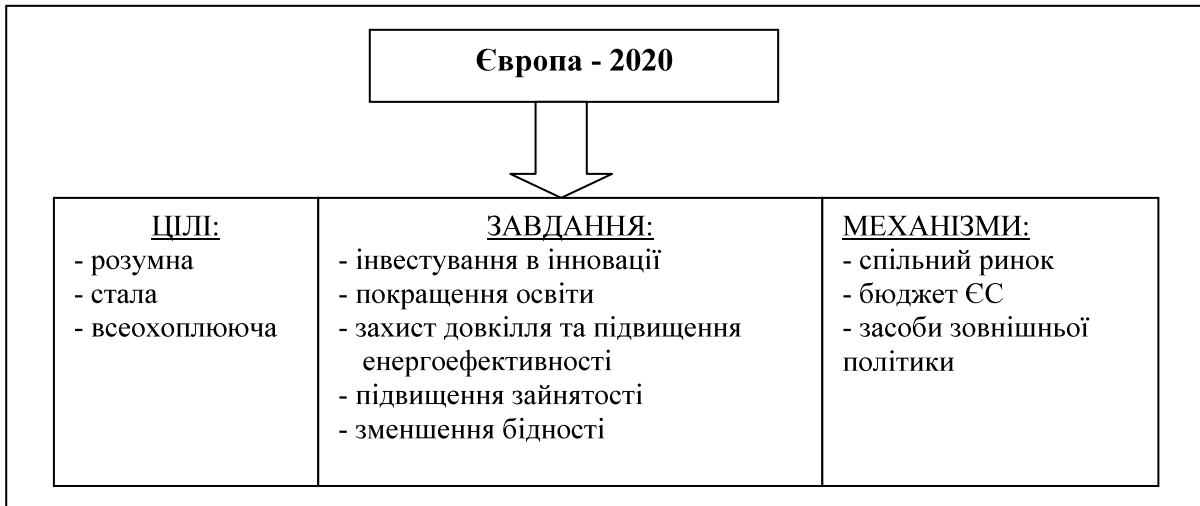 Європа - 2020
ЦІЛІ:
- розумна
- стала
- всеохоплююча
ЗАВДАННЯ:
- інвестування в інновації
- покращення освіти
- захист довкілля та підвищення
енергоефективності
- підвищення зайнятості
- зменшення бідності
МЕХАНІЗМИ:
- спільний ринок
- бюджет ЄС
- засоби зовнішньої
політики